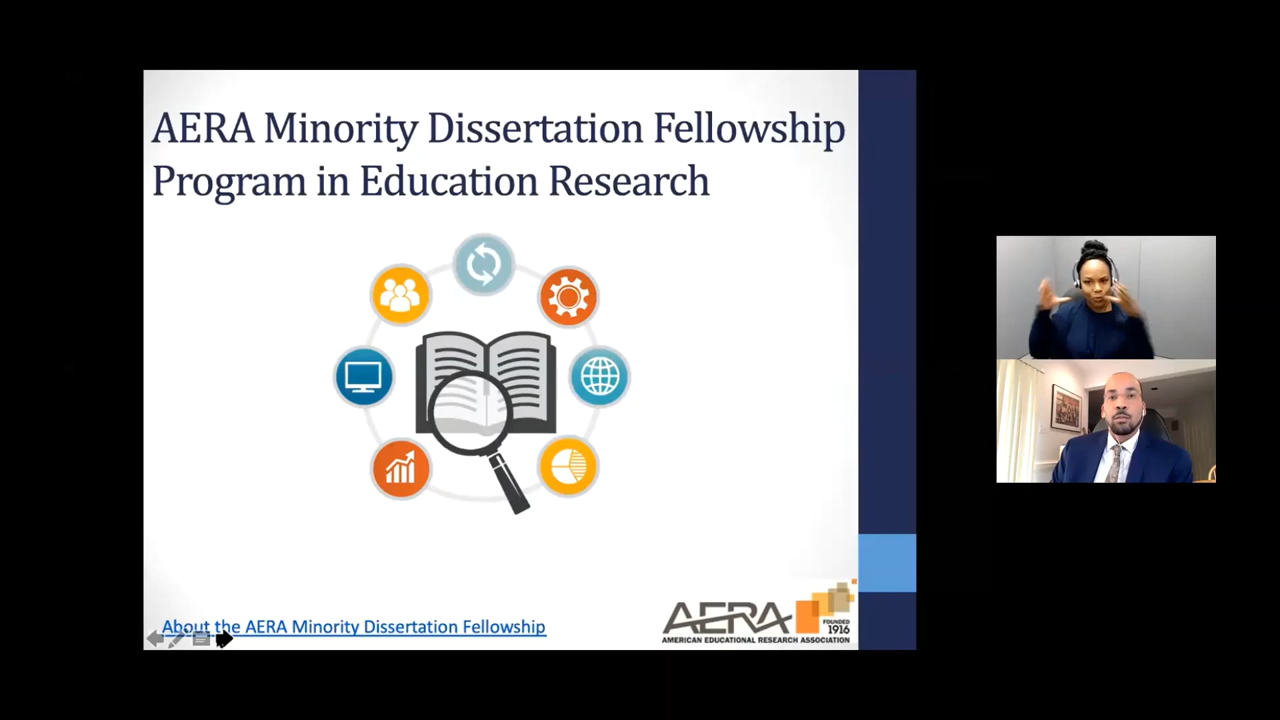 AERA Minority Dissertation Fellowship
Program in Education Research
About the AERA Minority Dissertation Fellowship
AERA
FOUNDED
1916
AMERICAN EDUCATIONAL RESEARCH ASSOCIATION